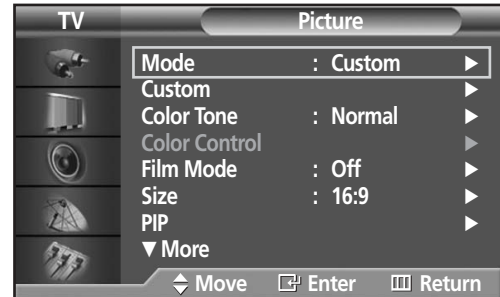 TV Picture
Mode : Custom ▶
Custom ▶
Color Tone : Normal ▶
Color Control ▶
Film Mode : Off ▶
Size : 16:9 ▶
PIP ▶
▼ More
Move Enter Return